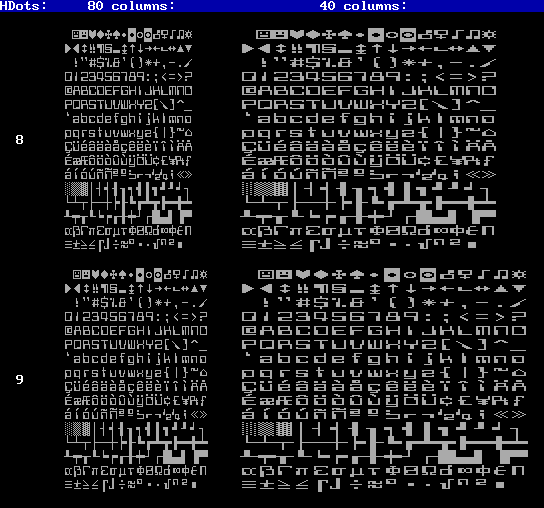 HDots: 80 columns: 40 columns:
☺☻♥♦♣♠•◘○◙♂♀♪♫☼ ☺☻♥♦♣♠•◘○◙♂♀♪♫☼
►◄↕‼¶§▬↨↑↓→←∟↔▲▼ ►◄↕‼¶§▬↨↑↓→←∟↔▲▼
!"#$%&'()*+,-./ !"#$%&'()*+,-./
0123456789:;<=>? 0123456789:;<=>?
@ABCDEFGHIJKLMNO @ABCDEFGHIJKLMNO
PQRSTUVWXYZ[\]^_ PQRSTUVWXYZ[\]^_
`abcdefghijklmno `abcdefghijklmno
pqrstuvwxyz{|}~⌂ pqrstuvwxyz{|}~⌂
8
ÇüéâäàåçêëèïîìÄÅ ÇüéâäàåçêëèïîìÄÅ
ÉæÆôöòûùÿÖÜ¢£¥₧ƒ ÉæÆôöòûùÿÖÜ¢£¥₧ƒ
áíóúñÑªº¿⌐¬½¼¡«» áíóúñÑªº¿⌐¬½¼¡«»
░▒▓│┤╡╢╖╕╣║╗╝╜╛┐ ░▒▓│┤╡╢╖╕╣║╗╝╜╛┐
└┴┬├─┼╞╟╚╔╩╦╠═╬╧ └┴┬├─┼╞╟╚╔╩╦╠═╬╧
╨╤╥╙╘╒╓╫╪┘┌█▄▌▐▀ ╨╤╥╙╘╒╓╫╪┘┌█▄▌▐▀
αßΓπΣσµτΦΘΩδ∞φε∩ αßΓπΣσµτΦΘΩδ∞φε∩
≡±≥≤⌠⌡÷≈°∙·√ⁿ²■ ≡±≥≤⌠⌡÷≈°∙·√ⁿ²■
☺☻♥♦♣♠•◘○◙♂♀♪♫☼ ☺☻♥♦♣♠•◘○◙♂♀♪♫☼
►◄↕‼¶§▬↨↑↓→←∟↔▲▼ ►◄↕‼¶§▬↨↑↓→←∟↔▲▼
!"#$%&'()*+,-./ !"#$%&'()*+,-./
0123456789:;<=>? 0123456789:;<=>?
@ABCDEFGHIJKLMNO @ABCDEFGHIJKLMNO
PQRSTUVWXYZ[\]^_ PQRSTUVWXYZ[\]^_
`abcdefghijklmno `abcdefghijklmno
pqrstuvwxyz{|}~⌂ pqrstuvwxyz{|}~⌂
9
ÇüéâäàåçêëèïîìÄÅ ÇüéâäàåçêëèïîìÄÅ
ÉæÆôöòûùÿÖÜ¢£¥₧ƒ ÉæÆôöòûùÿÖÜ¢£¥₧ƒ
áíóúñÑªº¿⌐¬½¼¡«» áíóúñÑªº¿⌐¬½¼¡«»
░▒▓│┤╡╢╖╕╣║╗╝╜╛┐ ░▒▓│┤╡╢╖╕╣║╗╝╜╛┐
└┴┬├─┼╞╟╚╔╩╦╠═╬╧ └┴┬├─┼╞╟╚╔╩╦╠═╬╧
╨╤╥╙╘╒╓╫╪┘┌█▄▌▐▀ ╨╤╥╙╘╒╓╫╪┘┌█▄▌▐▀
αßΓπΣσµτΦΘΩδ∞φε∩ αßΓπΣσµτΦΘΩδ∞φε∩
≡±≥≤⌠⌡÷≈°∙·√ⁿ²■ ≡±≥≤⌠⌡÷≈°∙·√ⁿ²■